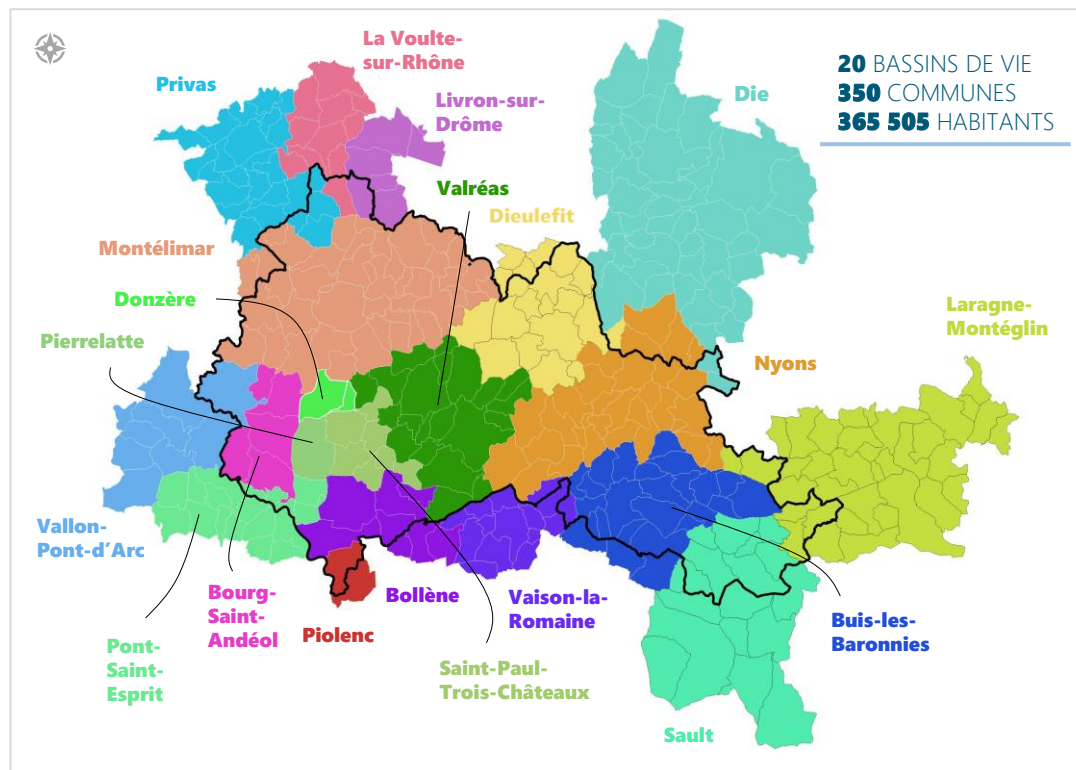 20 BASSINS DE VIE
350 COMMUNES
365 505 HABITANTS
La Voulte-
sur-Rhône
Privas
Livron-sur-
Drôme
Die
Valréas
Dieulefit
Montélimar
Donzère
Pierrelatte
Laragne-
Montéglin
Nyons
Vallon-
Pont-d’Arc
Bourg-
Saint-
Andéol
Bollène
Vaison-la-
Romaine
Buis-les-
Baronnies
Piolenc
Pont-
Saint-
Esprit
Saint-Paul-
Trois-Châteaux
Sault